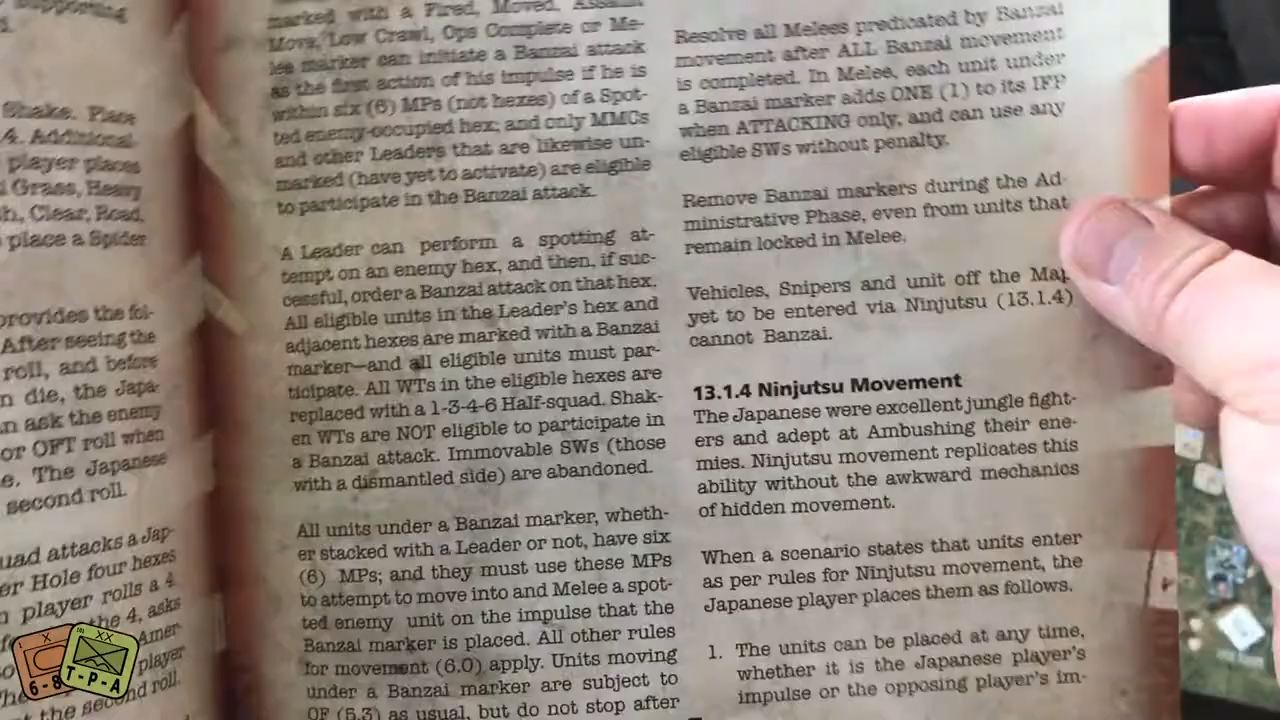 supporting
Shake. Place
4. Additional
player places
Grass, Heavy
Clear, Road,
place a Spider
provides the fol-
After seeing the
roll, and before
die, the Japa-
ask the enemy
or OFT roll when
The Japanese
second roll.
uad attacks a Jap-
er Hole four hexes
player rolls a 4
the 4, asks
Amer-
player
the second roll.
marked with a Fired, Moved, Assault
Move, Low Crawl, Ops Complete or Me-
lee marker can initiate a Banzai attack
as the first action of his impulse if he is
within six (6) MPs (not hexes) of a Spot-
ted enemy-occupied hex; and only MMCs
and other Leaders that are likewise un-
marked (have yet to activate) are eligible
to participate in the Banzai attack.
A Leader can perform a spotting at-
tempt on an enemy hex, and then, if suc-
cessful, order a Banzai attack on that hex.
All eligible units in the Leader's hex and
adjacent hexes are marked with a Banzai
marker—and all eligible units must par-
ticipate. All WTs in the eligible hexes are
replaced with a 1-3-4-6 Half-squad. Shak-
en WTs are NOT eligible to participate in
a Banzai attack. Immovable SWs (those
with a dismantled side) are abandoned.
All units under a Banzai marker, wheth-
er stacked with a Leader or not, have six
(6) MPs; and they must use these MPs
to attempt to move into and Melee a spot-
ted enemy unit on the impulse that the
Banzai marker is placed. All other rules
for movement (6.0) apply. Units moving
under a Banzai marker are subject to
OF (5.3) as usual, but do not stop after
Resolve all Melees predicated by Banzai
movement after ALL Banzai movement
is completed. In Melee, each unit under
a Banzai marker adds ONE (1) to its IFP
when ATTACKING only, and can use any
eligible SWs without penalty.
Remove Banzai markers during the Ad-
ministrative Phase, even from units that
remain locked in Melee.
Vehicles, Snipers and unit off the Map
yet to be entered via Ninjutsu (13.1.4)
cannot Banzai.
13.1.4 Ninjutsu Movement
The Japanese were excellent jungle fight-
ers and adept at Ambushing their ene-
mies. Ninjutsu movement replicates this
ability without the awkward mechanics
of hidden movement.
When a scenario states that units enter
as per rules for Ninjutsu movement, the
Japanese player places them as follows.
1. The units can be placed at any time,
whether it is the Japanese player's
impulse or the opposing player's im-
X
6-8
XX
T-P-A